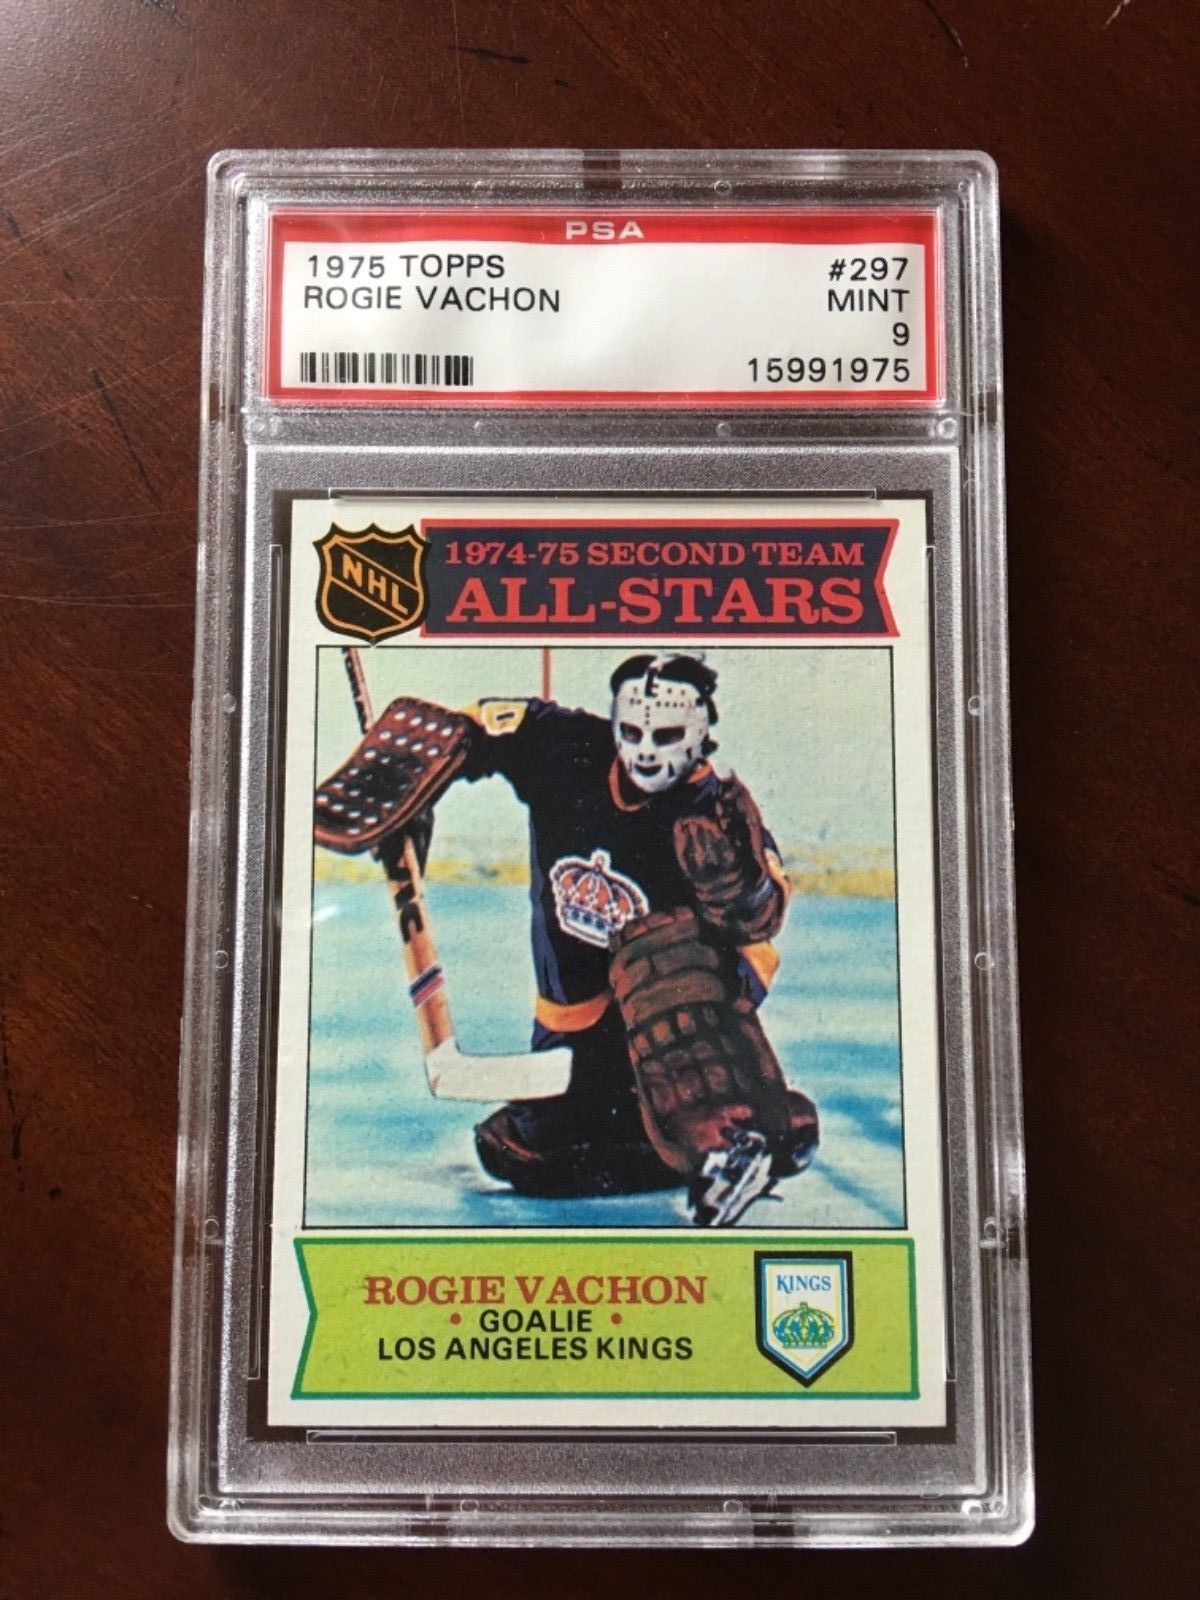 PSA
1975 TOPPS #297
ROGIE VACHON MINT
9
15991975
NHL
1974-75 SECOND TEAM
ALL-STARS
ROGIE VACHON
• GOALIE •
LOS ANGELES KINGS
KINGS